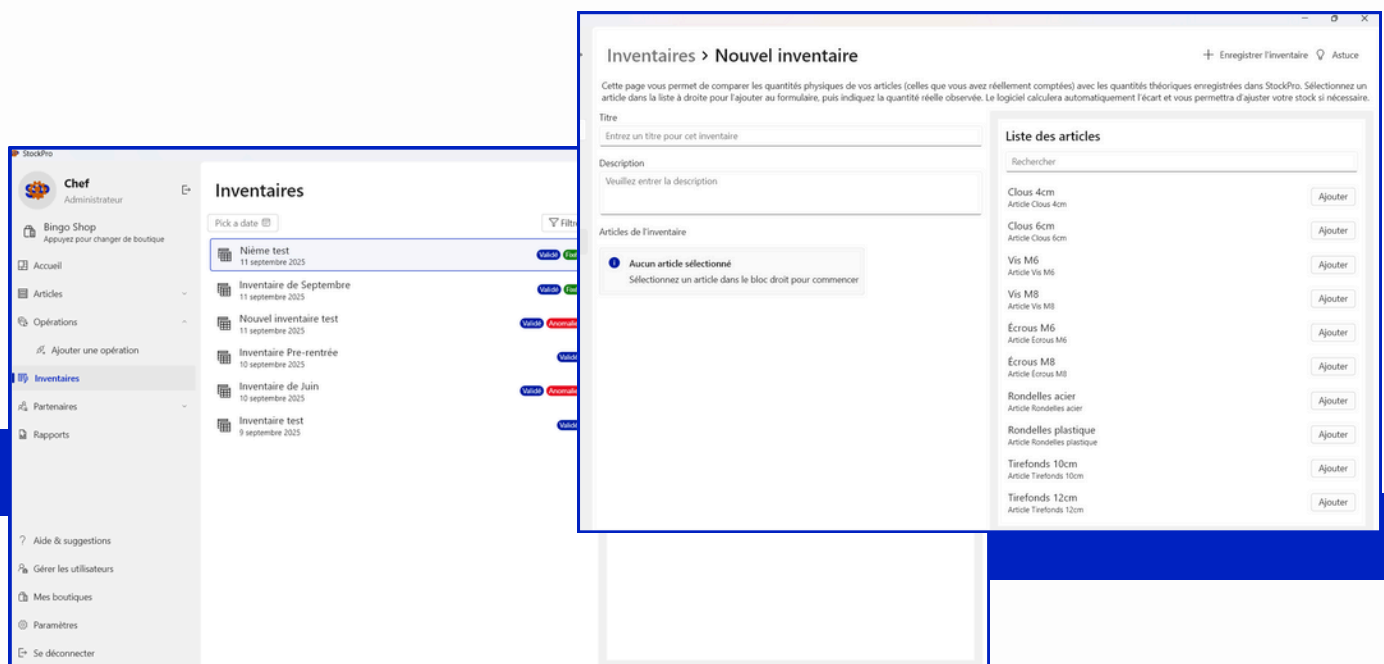 StockPro
Chef
Administrateur
Bingo Shop
Appuyez pour changer de boutique
Accueil
Articles
Opérations
Ajouter une opération
Inventaires
Partenaires
Rapports
Aide & suggestions
Gérer les utilisateurs
Mes boutiques
Paramètres
Se déconnecter
Inventaires
Pick a date
Nième test
11 septembre 2025
Validé
Inventaire de Septembre
11 septembre 2025
Validé
Nouvel inventaire test
11 septembre 2025
Validé
Inventaire Pre-rentrée
10 septembre 2025
Inventaire de Juin
10 septembre 2025
Validé
Inventaire test
9 septembre 2025
Inventaires > Nouvel inventaire
Enregistrer l'inventaire
Astuce
Cette page vous permet de comparer les quantités physiques de vos articles (celles que vous avez réellement comptées) avec les quantités théoriques enregistrées dans StockPro. Sélectionnez un
article dans la liste à droite pour l'ajouter au formulaire, puis indiquez la quantité réelle observée. Le logiciel calculera automatiquement l'écart et vous permettra d'ajuster votre stock si nécessaire.
Titre
Entrez un titre pour cet inventaire
Description
Veuillez entrer la description
Articles de l'inventaire
Aucun article sélectionné
Sélectionnez un article dans le bloc droit pour commencer
Liste des articles
Rechercher
Clous 4cm
Article Clous 4cm
Ajouter
Clous 6cm
Article Clous 6cm
Ajouter
Vis M6
Article Vis M6
Ajouter
Vis M8
Article Vis M8
Ajouter
Écrous M6
Article Écrous M6
Ajouter
Écrous M8
Article Écrous M8
Ajouter
Rondelles acier
Article Rondelles acier
Ajouter
Rondelles plastique
Article Rondelles plastique
Ajouter
Tirefonds 10cm
Article Tirefonds 10cm
Ajouter
Tirefonds 12cm
Article Tirefonds 12cm
Ajouter